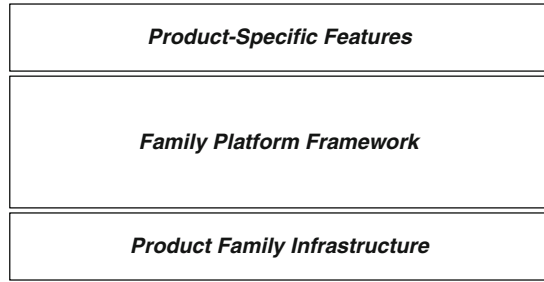 Product-Specific Features
Family Platform Framework
Product Family Infrastructure